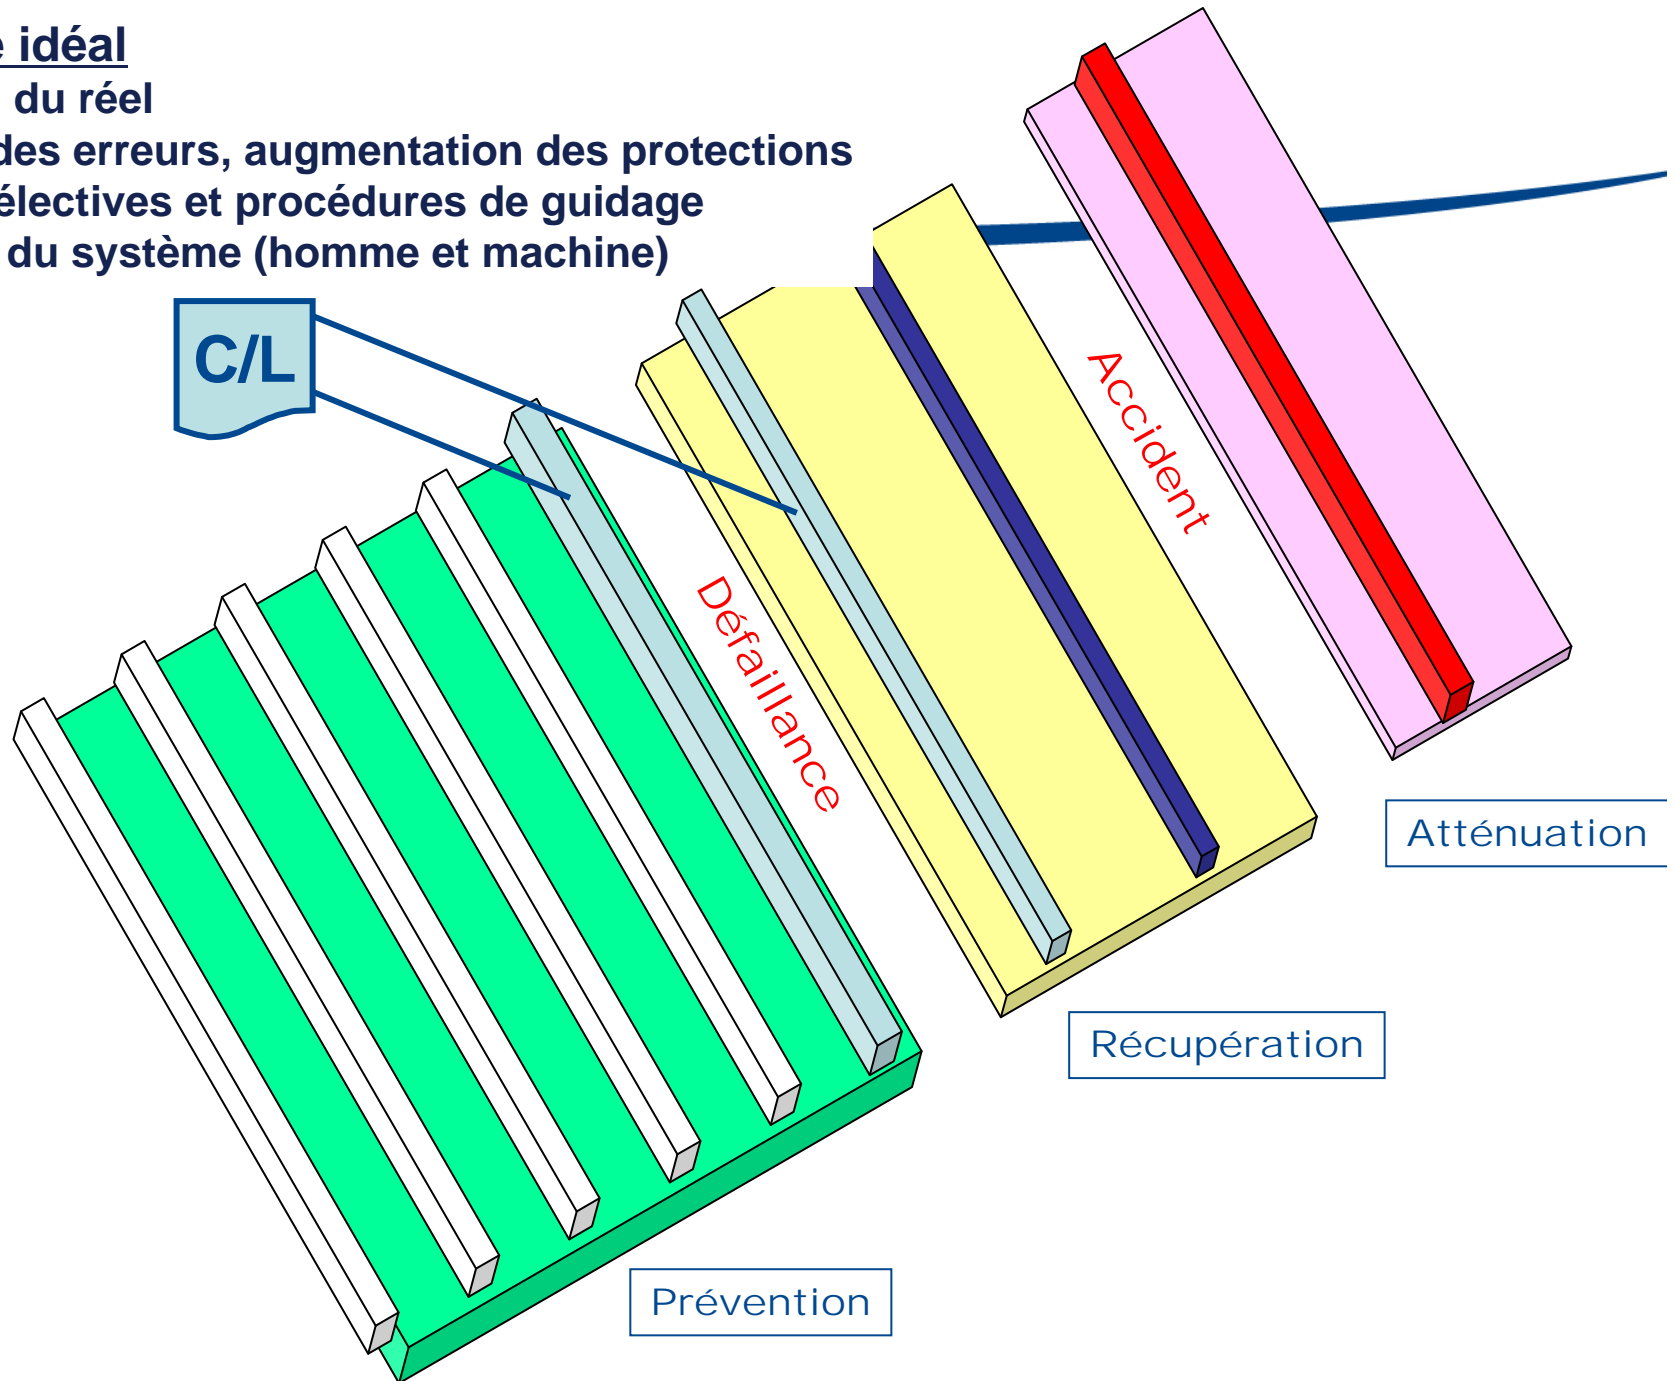 e idéal
du réel
des erreurs, augmentation des protections
électives et procédures de guidage
du système (homme et machine)
C/L
Accident
Défaillance
Atténuation
Récupération
Prévention